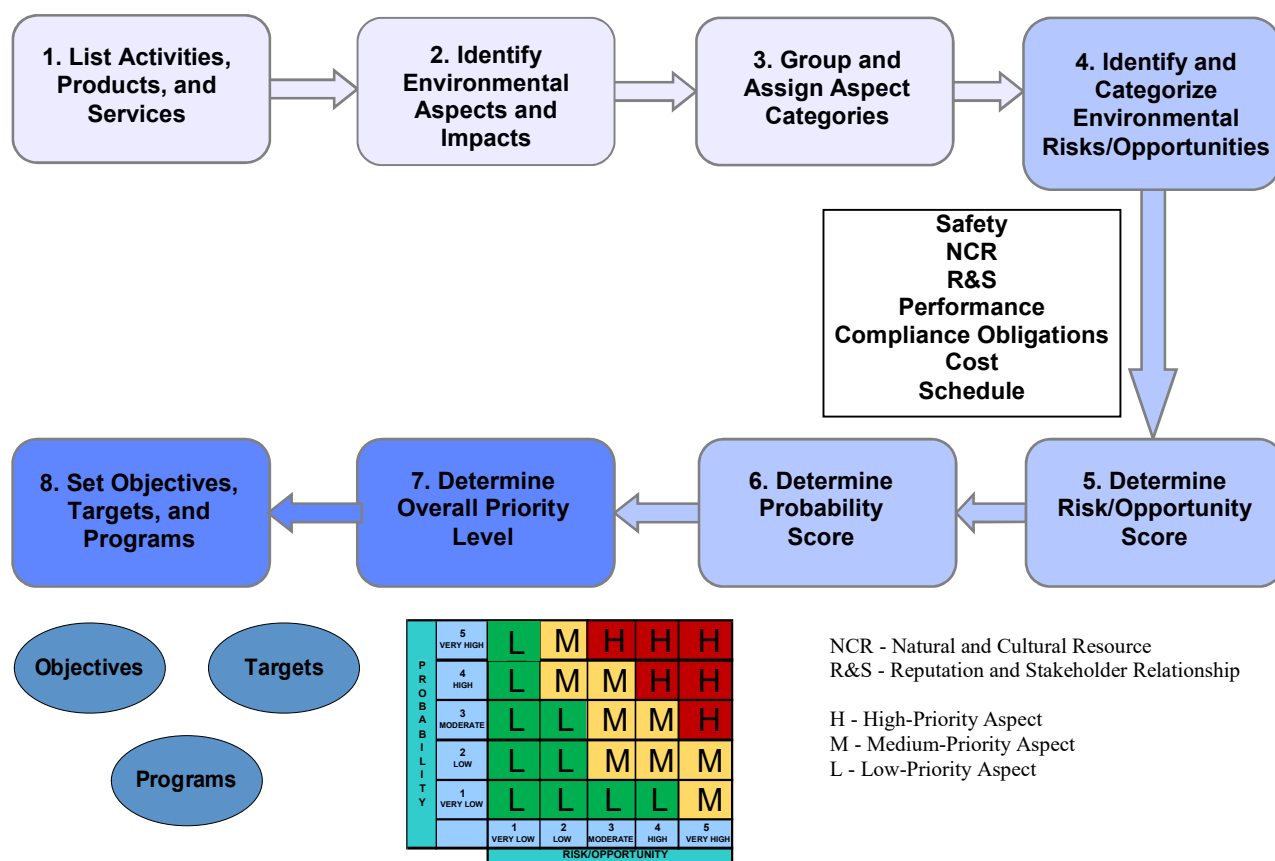 1. List Activities,
Products, and
Services
2. Identify
Environmental
Aspects and
Impacts
3. Group and
Assign Aspect
Categories
4. Identify and
Categorize
Environmental
Risks/Opportunities
Safety
NCR
R&S
Performance
Compliance Obligations
Cost
Schedule
8. Set Objectives,
Targets, and
Programs
7. Determine
Overall Priority
Level
6. Determine
Probability
Score
5. Determine
Risk/Opportunity
Score
Objectives
Targets
Programs
PROBABILITY
5 L M H H H
VERY HIGH
4 L M M H H
HIGH
3 L L M M H
MODERATE
2 L L M M M
LOW
1 L L L L M
VERY LOW
1 2 3 4 5
VERY LOW LOW MODERATE HIGH VERY HIGH
RISK/OPPORTUNITY
NCR - Natural and Cultural Resource
R&S - Reputation and Stakeholder Relationship
H - High-Priority Aspect
M - Medium-Priority Aspect
L - Low-Priority Aspect